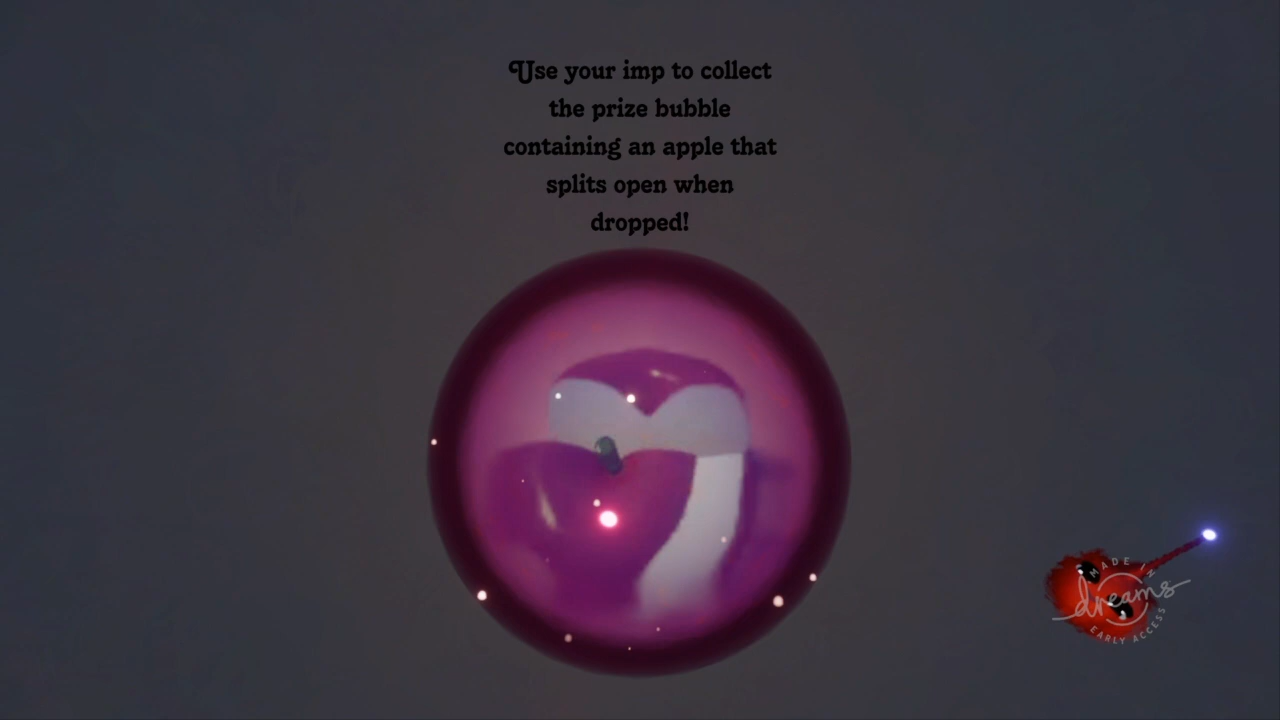 Use your imp to collect
the prize bubble
containing an apple that
splits open when
dropped!
MADE IN
dreams
EARLY ACCESS